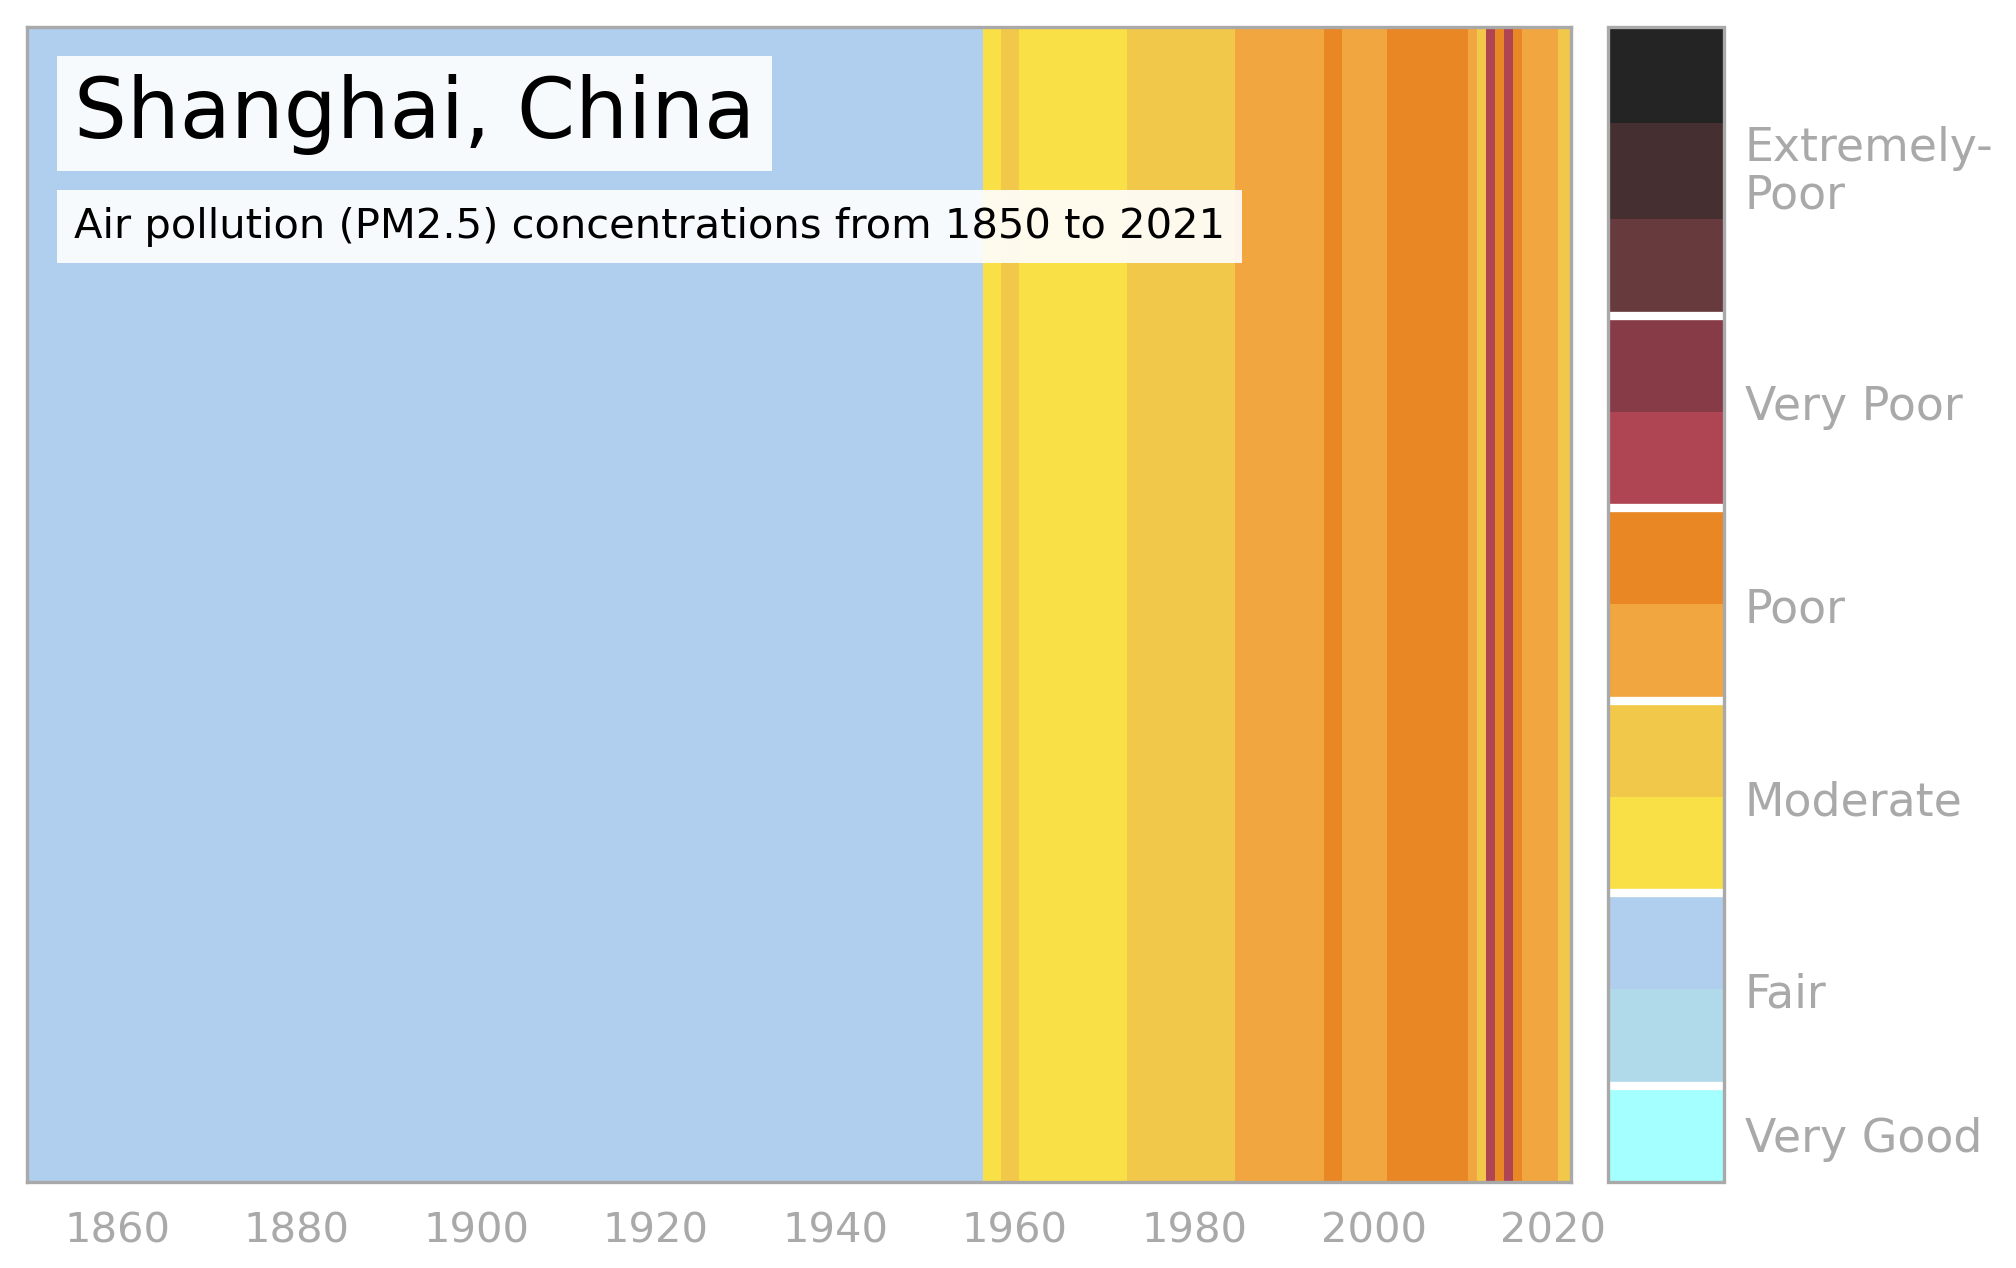 Shanghai, China
Air pollution (PM2.5) concentrations from 1850 to 2021
Extremely-
Poor
Very Poor
Poor
Moderate
Fair
Very Good
1860 1880 1900 1920 1940 1960 1980 2000 2020